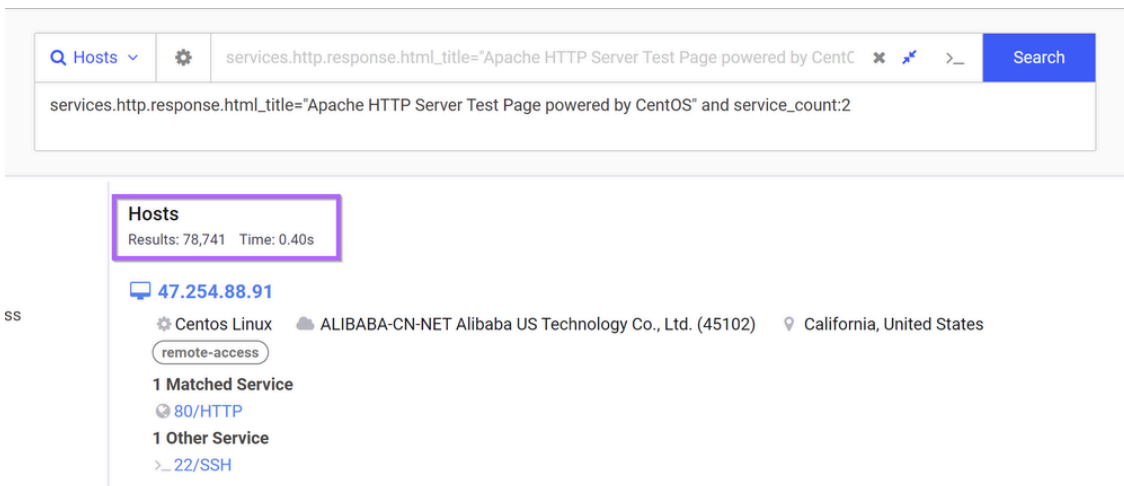 Hosts services.http.response.html_title="Apache HTTP Server Test Page powered by CentC >_ Search
services.http.response.html_title="Apache HTTP Server Test Page powered by CentOS" and service_count:2
Hosts
Results: 78,741 Time: 0.40s
47.254.88.91
ss
Centos Linux ALIBABA-CN-NET Alibaba US Technology Co., Ltd. (45102) California, United States
remote-access
1 Matched Service
80/HTTP
1 Other Service
>_ 22/SSH